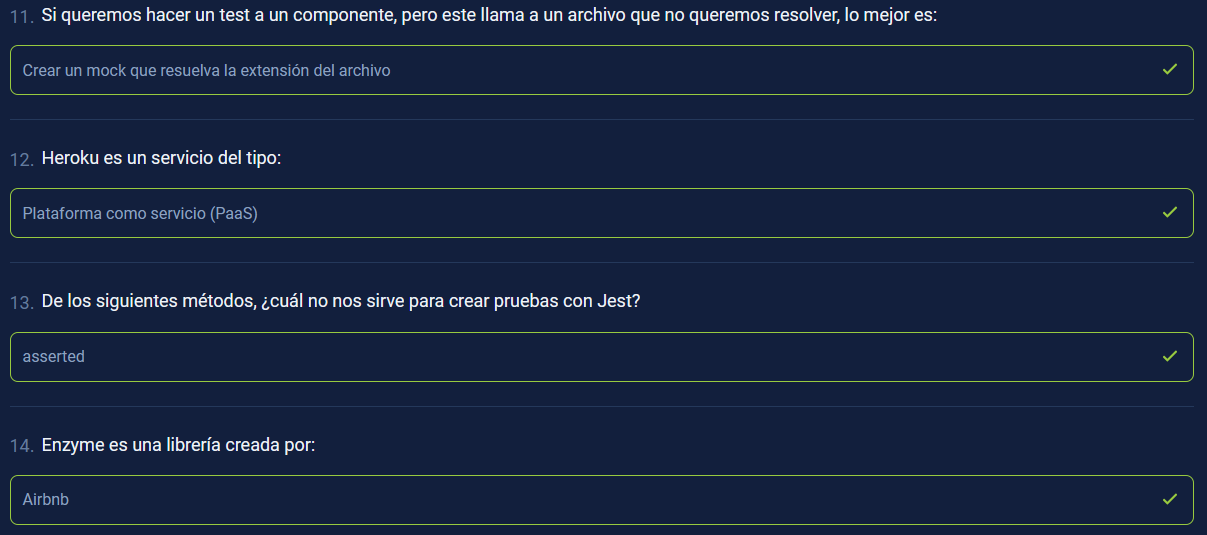 11. Si queremos hacer un test a un componente, pero este llama a un archivo que no queremos resolver, lo mejor es:
Crear un mock que resuelva la extensión del archivo
12. Heroku es un servicio del tipo:
Plataforma como servicio (PaaS)
13. De los siguientes métodos, ¿cuál no nos sirve para crear pruebas con Jest?
asserted
14. Enzyme es una librería creada por:
Airbnb